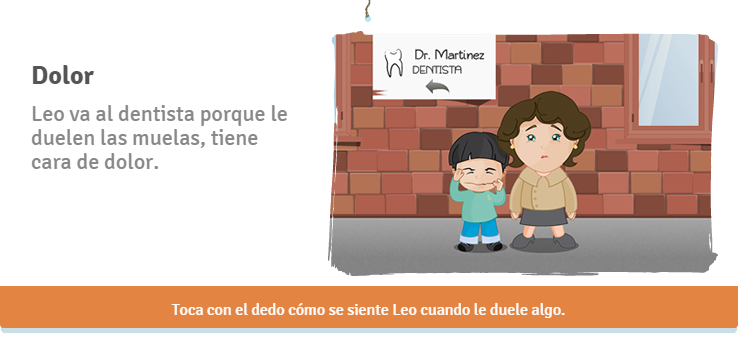 Dolor
Leo va al dentista porque le
duelen las muelas, tiene
cara de dolor.
Dr. Martinez
DENTISTA
Toca con el dedo cómo se siente Leo cuando le duele algo.